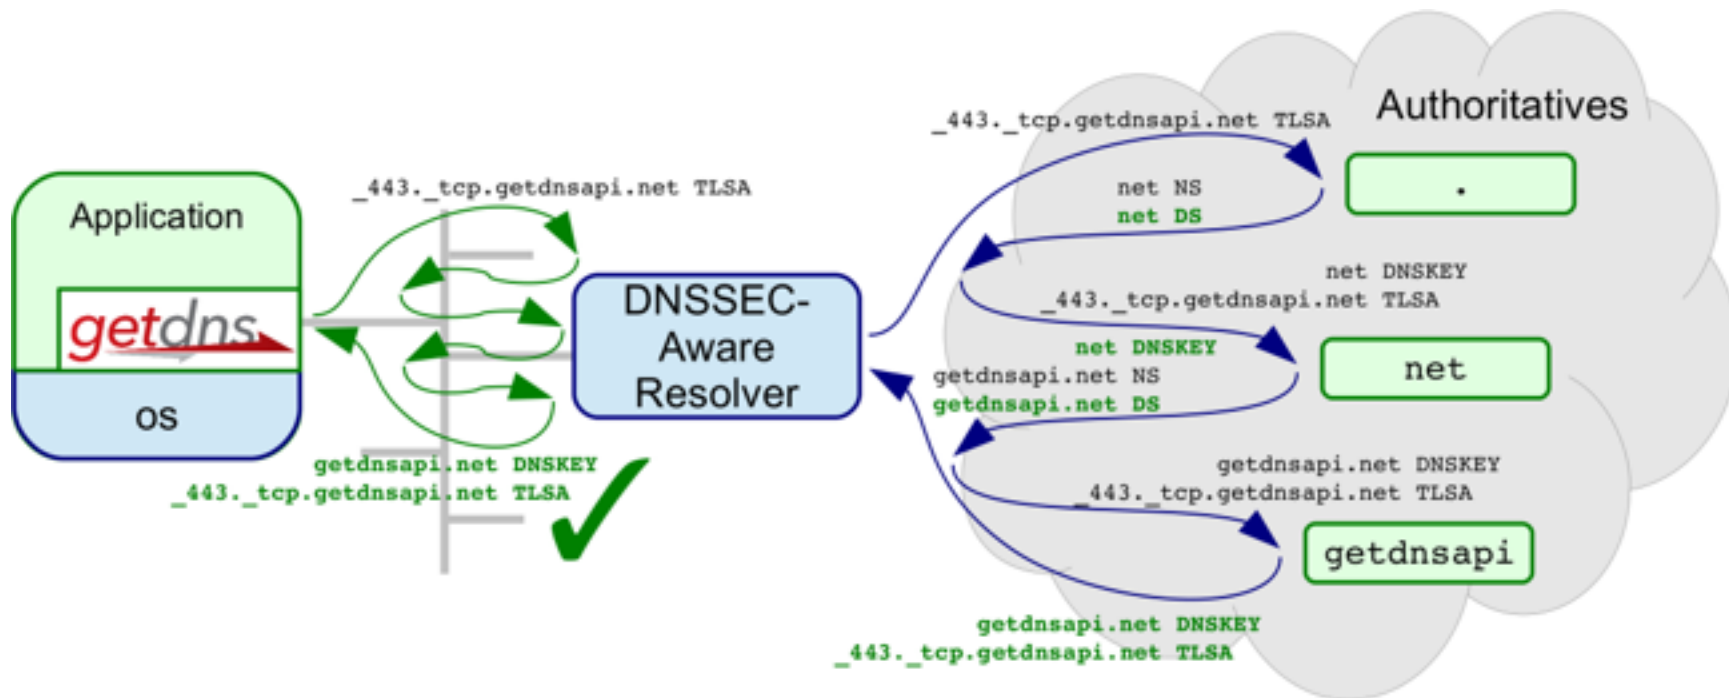 Authoritatives
_443._tcp.getdnsapi.net TLSA
.
net NS
net DS
net DNSKEY
_443._tcp.getdnsapi.net TLSA
net
net DNSKEY
getdnsapi.net NS
getdnsapi.net DS
getdnsapi.net DNSKEY
_443._tcp.getdnsapi.net TLSA
getdnsapi
getdnsapi.net DNSKEY
_443._tcp.getdnsapi.net TLSA
_443._tcp.getdnsapi.net TLSA
Application
getdns
os
DNSSEC-
Aware
Resolver
getdnsapi.net DNSKEY
_443._tcp.getdnsapi.net TLSA